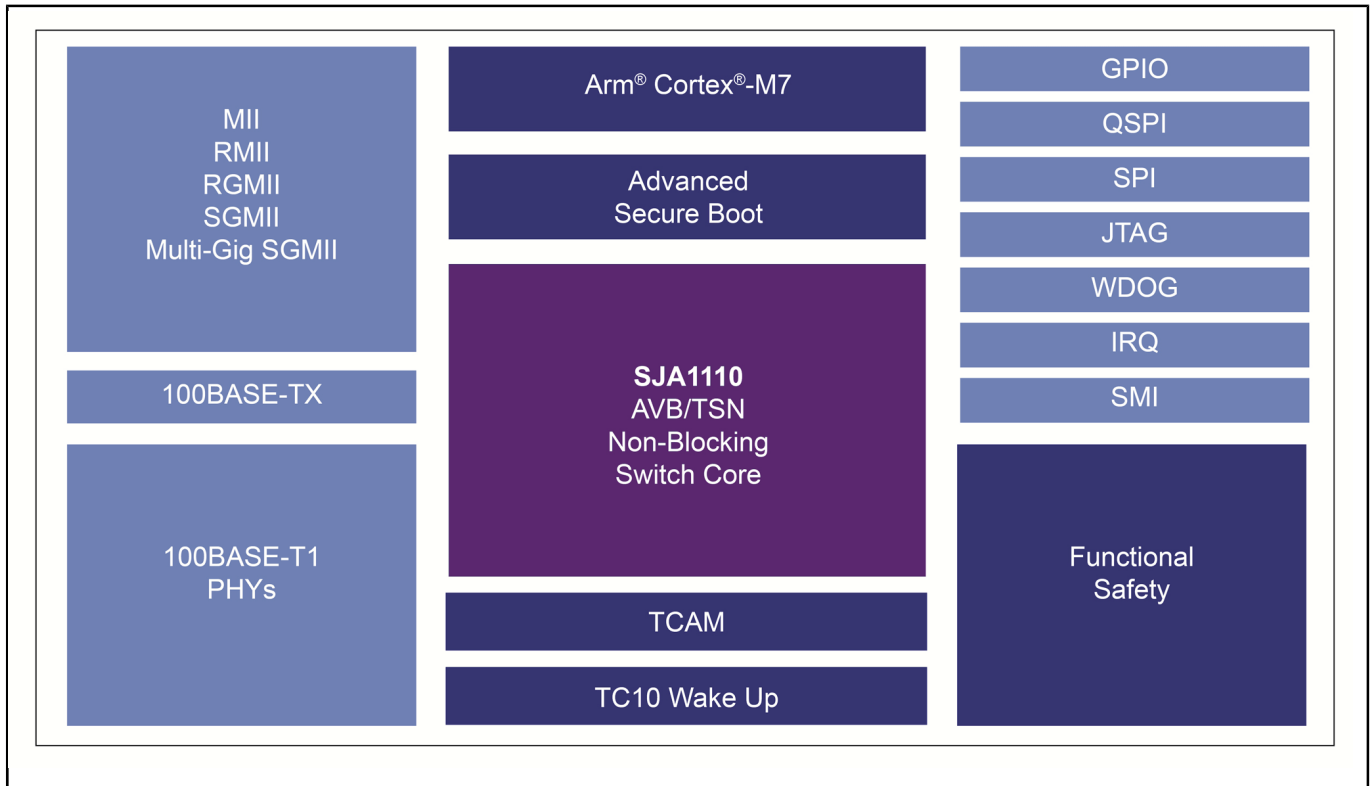 MII
RMII
RGMII
SGMII
Multi-Gig SGMII
100BASE-TX
100BASE-T1
PHYs
Arm® Cortex®-M7
Advanced
Secure Boot
SJA1110
AVB/TSN
Non-Blocking
Switch Core
TCAM
TC10 Wake Up
GPIO
QSPI
SPI
JTAG
WDOG
IRQ
SMI
Functional
Safety